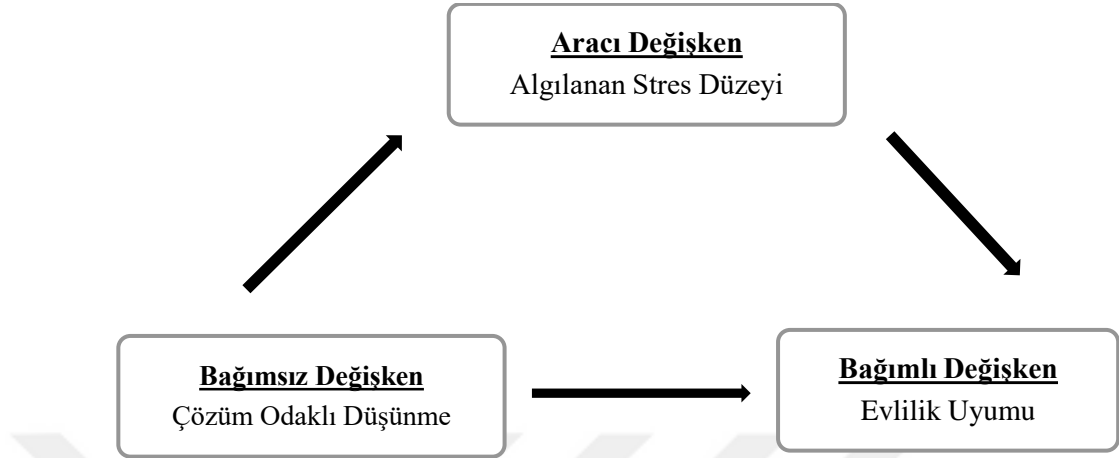 Aracı Değişken
Algılanan Stres Düzeyi
Bağımsız Değişken
Çözüm Odaklı Düşünme
Bağımlı Değişken
Evlilik Uyumu